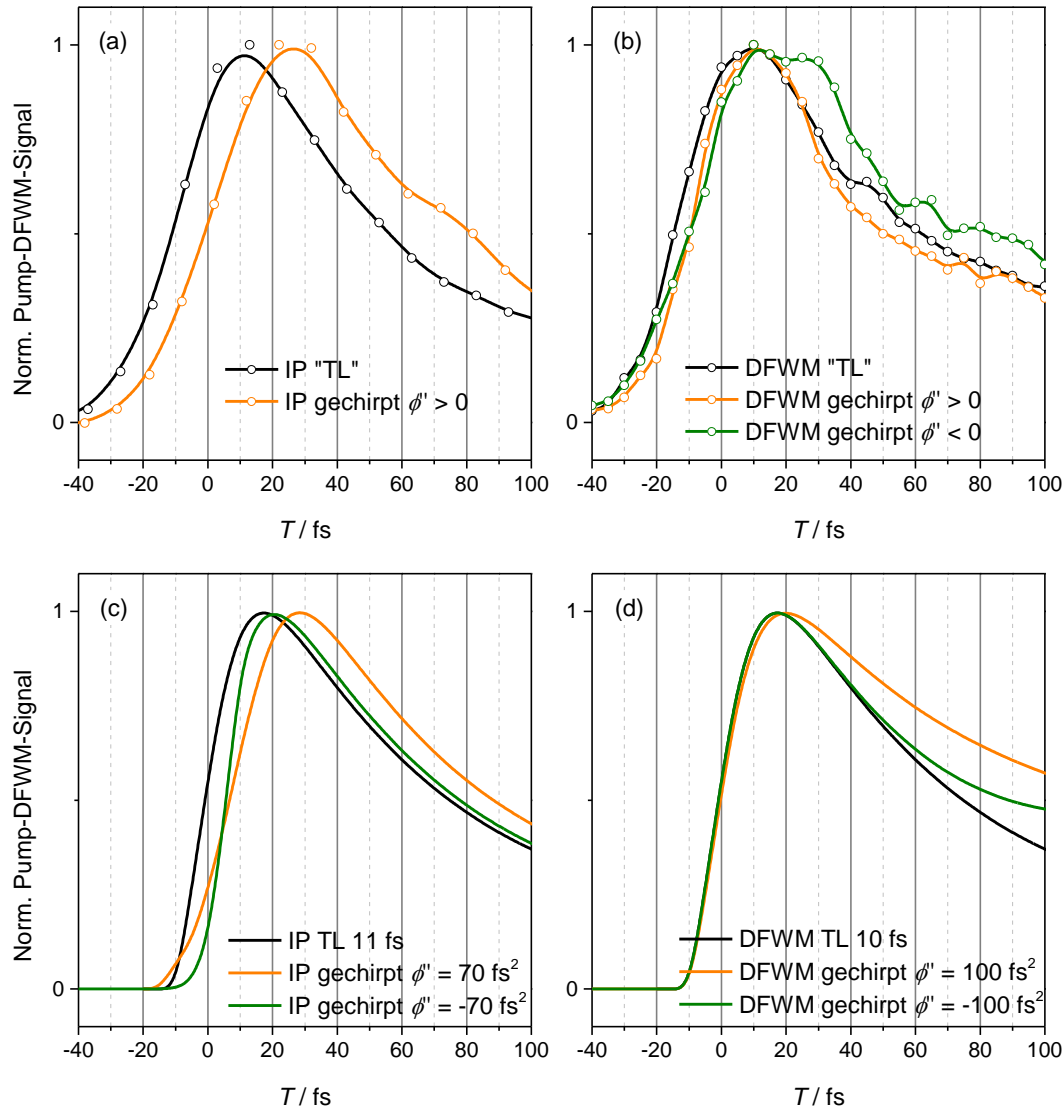 (a)
(b)
Norm. Pump-DFWM-Signal
1
0
IP "TL"
IP gechirpt ϕ'' > 0
-40 -20 0 20 40 60 80 100
T / fs
1
0
DFWM "TL"
DFWM gechirpt ϕ'' > 0
DFWM gechirpt ϕ'' < 0
-40 -20 0 20 40 60 80 100
T / fs
(c)
(d)
Norm. Pump-DFWM-Signal
1
0
IP TL 11 fs
IP gechirpt ϕ'' = 70 fs²
IP gechirpt ϕ'' = -70 fs²
-40 -20 0 20 40 60 80 100
T / fs
1
0
DFWM TL 10 fs
DFWM gechirpt ϕ'' = 100 fs²
DFWM gechirpt ϕ'' = -100 fs²
-40 -20 0 20 40 60 80 100
T / fs